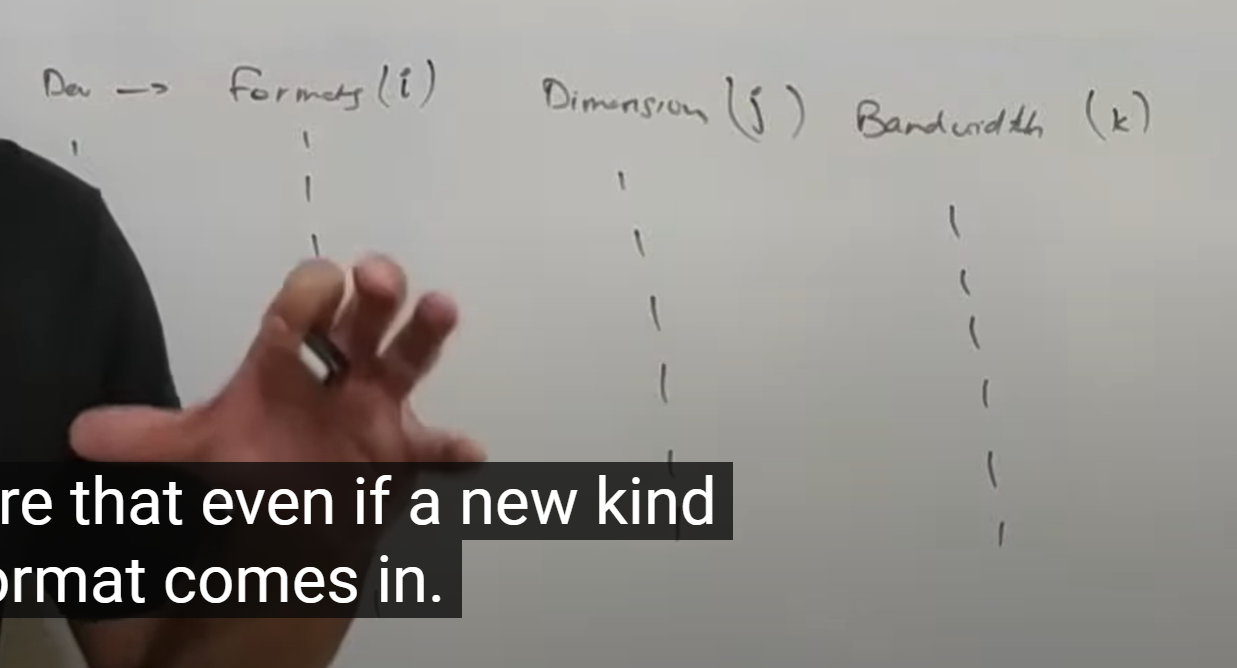 Dev → Formats (i) Dimension (j) Bandwidth (k)
re that even if a new kind
ormat comes in.